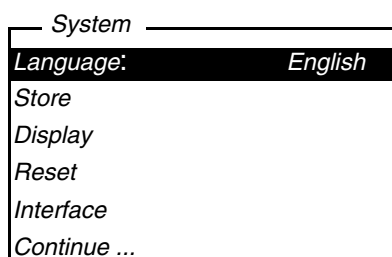 System
Language: English
Store
Display
Reset
Interface
Continue ...